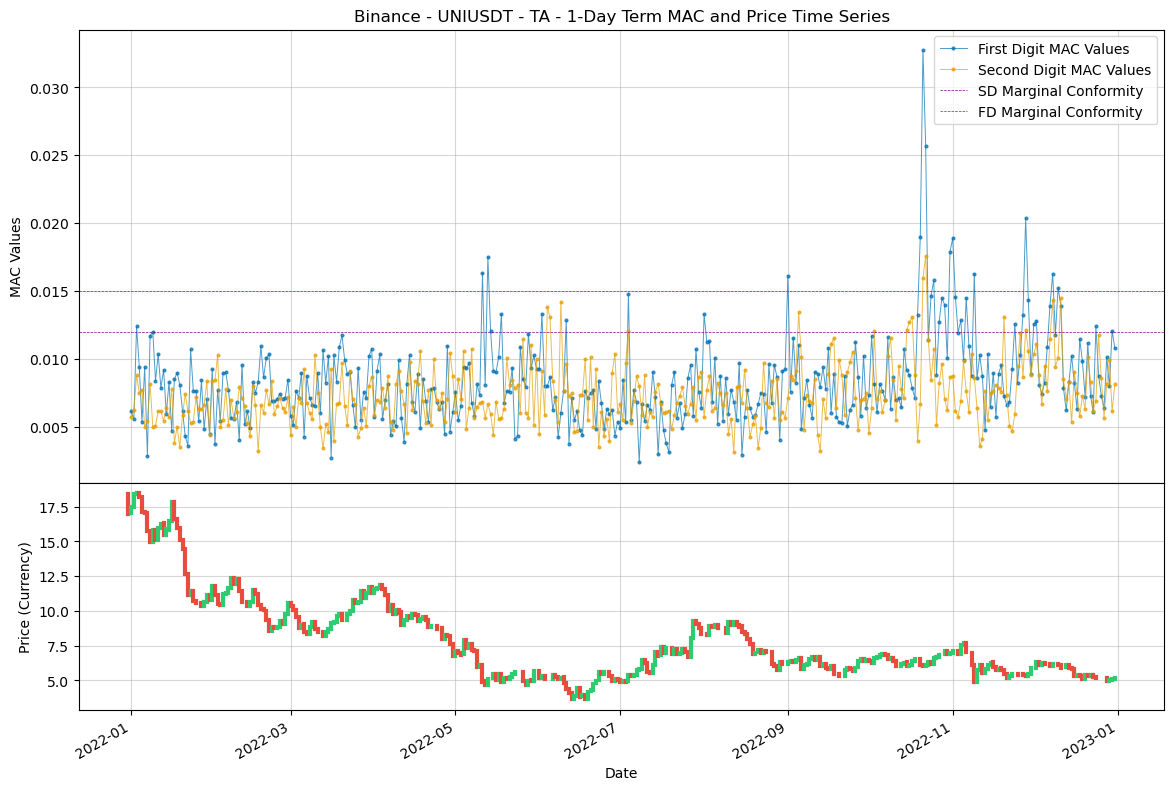 Binance - UNIUSDT - TA - 1-Day Term MAC and Price Time Series
First Digit MAC Values
Second Digit MAC Values
SD Marginal Conformity
FD Marginal Conformity
MAC Values
0.030
0.025
0.020
0.015
0.010
0.005
Price (Currency)
17.5
15.0
12.5
10.0
7.5
5.0
2022-01
2022-03
2022-05
2022-07
2022-09
2022-11
2023-01
Date